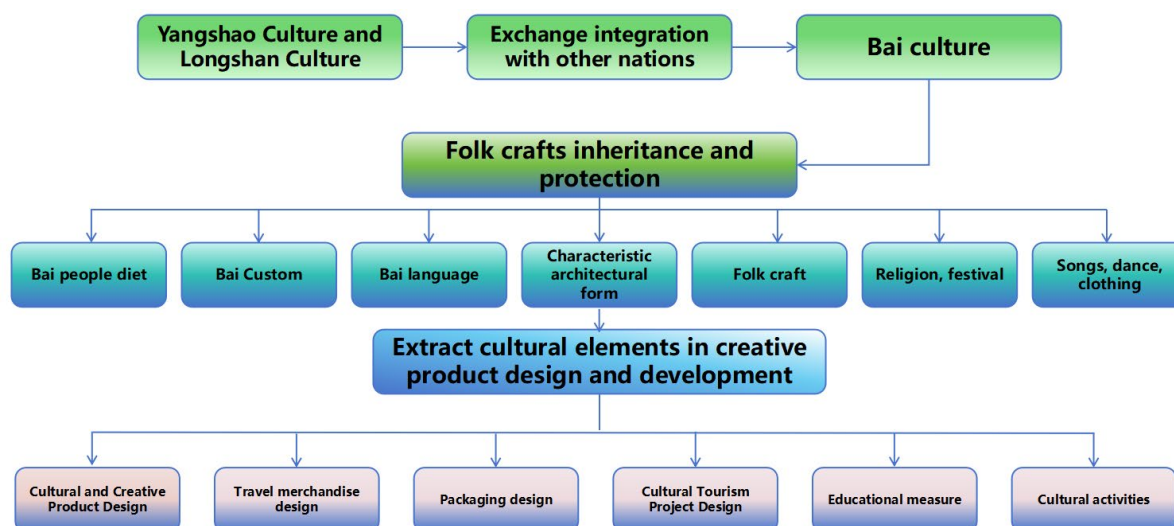 Yangshao Culture and
Longshan Culture
Exchange integration
with other nations
Bai culture
Folk crafts inheritance and
protection
Bai people diet
Bai Custom
Bai language
Characteristic
architectural
form
Folk craft
Religion, festival
Songs, dance,
clothing
Extract cultural elements in creative
product design and development
Cultural and Creative
Product Design
Travel merchandise
design
Packaging design
Cultural Tourism
Project Design
Educational measure
Cultural activities